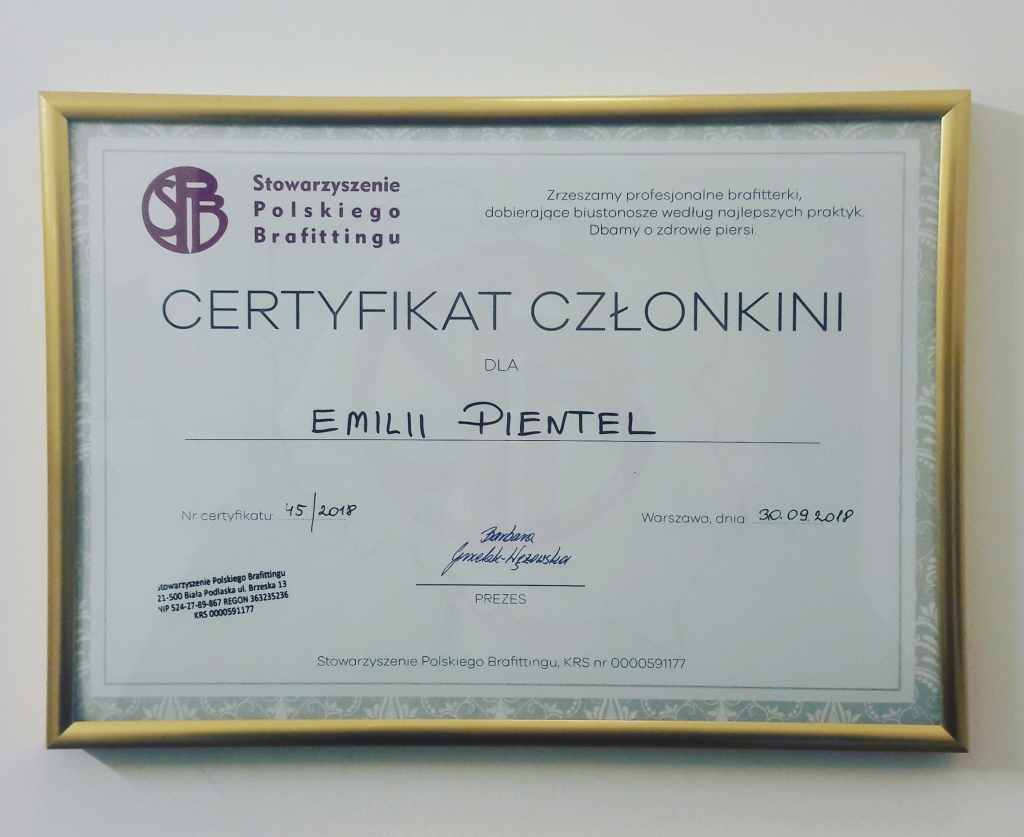 SPB
Stowarzyszenie
Polskiego
Brafittingu
Zrzeszamy profesjonalne brafitterki,
dobierające biustonosze według najlepszych praktyk.
Dbamy o zdrowie piersi.
CERTYFIKAT CZŁONKINI
DLA
EMILII PIENTEL
Nr certyfikatu: 45/2018
Warszawa, dnia: 30.09.2018
Barbara
PREZES
Stowarzyszenie Polskiego Brafittingu
21-500 Biała Podlaska ul. Brzeska 13
NIP 524-27-89-867 REGON 363235236
KRS 0000591177
Stowarzyszenie Polskiego Brafittingu, KRS nr 0000591177